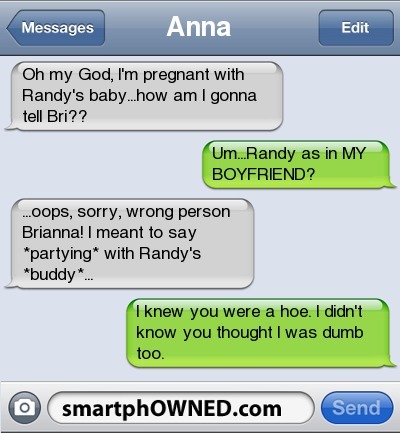 Messages
Anna
Edit
Oh my God, I'm pregnant with
Randy's baby...how am I gonna
tell Bri??
Um...Randy as in MY
BOYFRIEND?
...oops, sorry, wrong person
Brianna! I meant to say
*partying* with Randy's
*buddy*...
I knew you were a hoe. I didn't
know you thought I was dumb
too.
smartphOWNED.com
Send